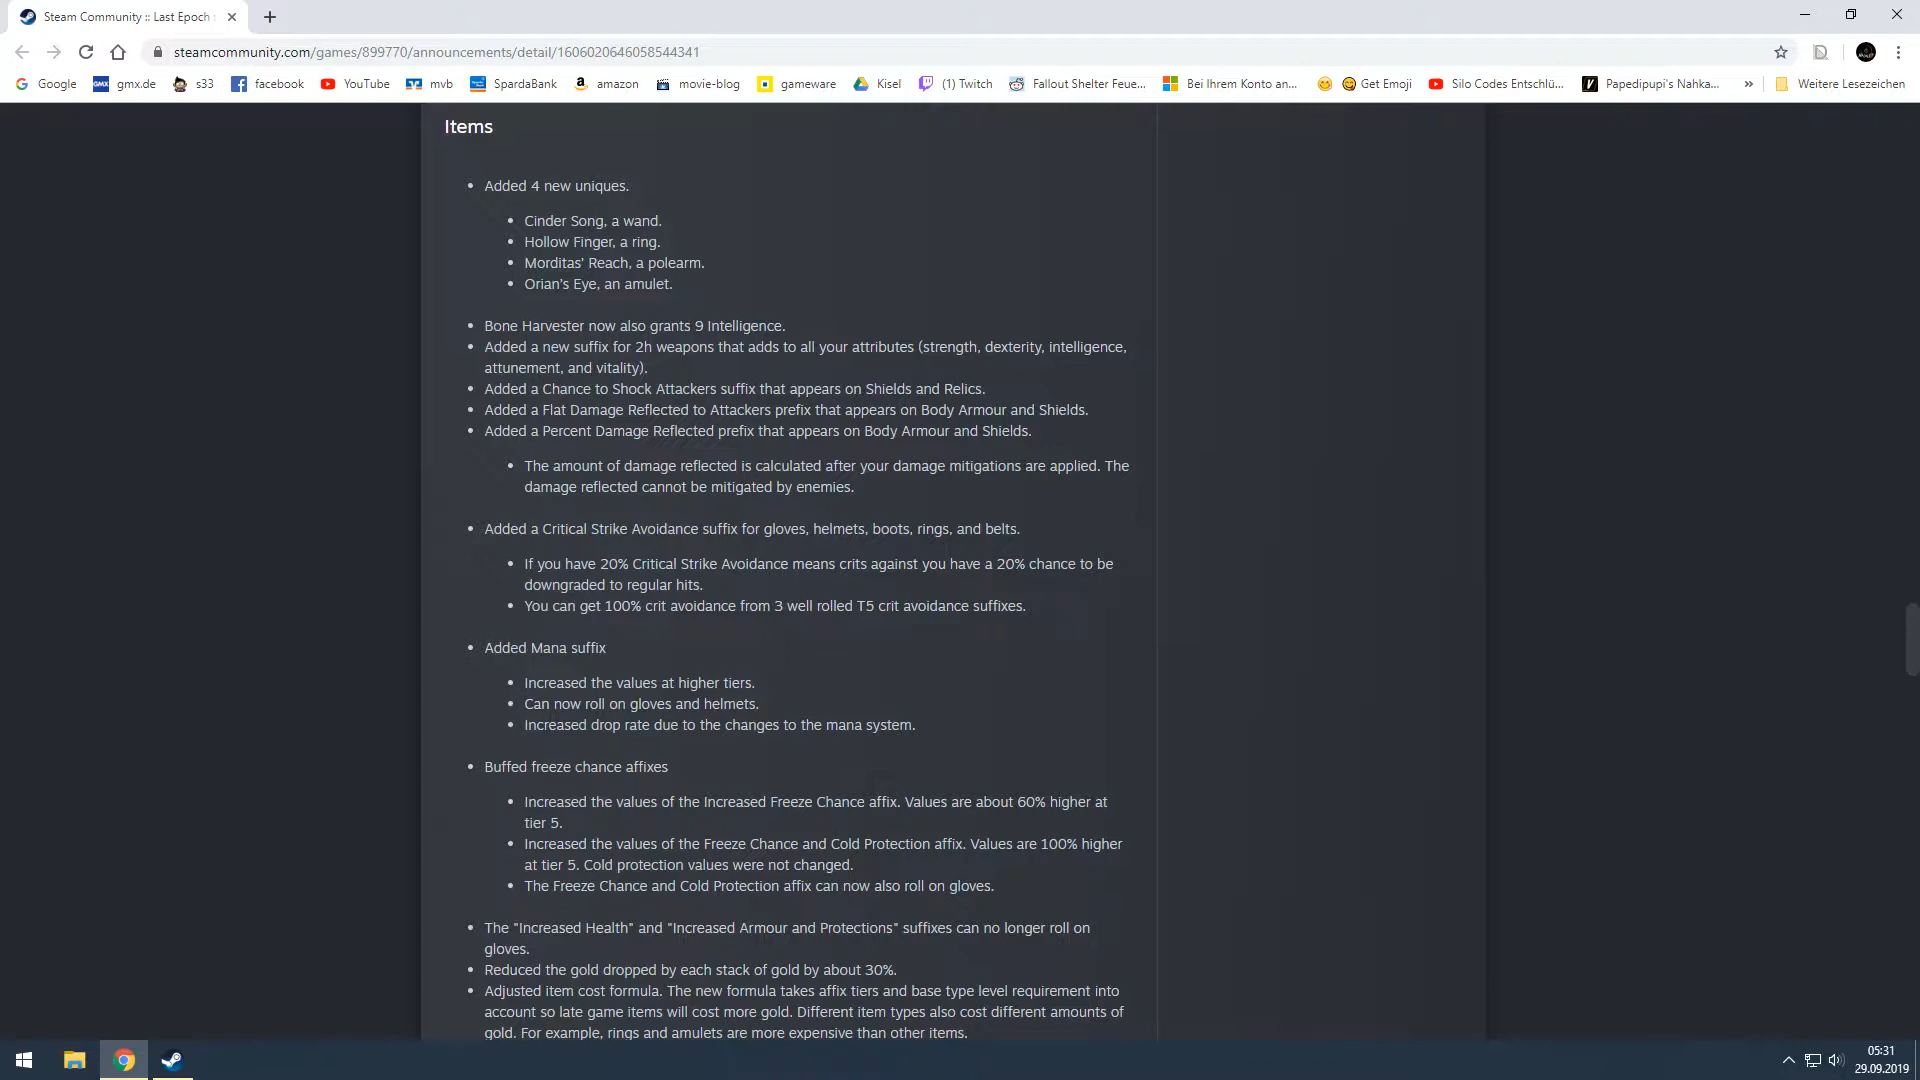 Steam Community :: Last Epoch
steamcommunity.com/games/899770/announcements/detail/1606020646058544341
Google
gmx.de
s33
facebook
YouTube
mvb
SpardaBank
amazon
movie-blog
gameware
Kisel
(1) Twitch
Fallout Shelter Feue...
Bei Ihrem Konto an...
Get Emoji
Silo Codes Entschlü...
Papedipupi's Nahka...
»
Weitere Lesezeichen
Items
• Added 4 new uniques.
• Cinder Song, a wand.
• Hollow Finger, a ring.
• Morditas' Reach, a polearm.
• Orian's Eye, an amulet.
• Bone Harvester now also grants 9 Intelligence.
• Added a new suffix for 2h weapons that adds to all your attributes (strength, dexterity, intelligence,
attunement, and vitality).
• Added a Chance to Shock Attackers suffix that appears on Shields and Relics.
• Added a Flat Damage Reflected to Attackers prefix that appears on Body Armour and Shields.
• Added a Percent Damage Reflected prefix that appears on Body Armour and Shields.
• The amount of damage reflected is calculated after your damage mitigations are applied. The
damage reflected cannot be mitigated by enemies.
• Added a Critical Strike Avoidance suffix for gloves, helmets, boots, rings, and belts.
• If you have 20% Critical Strike Avoidance means crits against you have a 20% chance to be
downgraded to regular hits.
• You can get 100% crit avoidance from 3 well rolled T5 crit avoidance suffixes.
• Added Mana suffix
• Increased the values at higher tiers.
• Can now roll on gloves and helmets.
• Increased drop rate due to the changes to the mana system.
• Buffed freeze chance affixes
• Increased the values of the Increased Freeze Chance affix. Values are about 60% higher at
tier 5.
• Increased the values of the Freeze Chance and Cold Protection affix. Values are 100% higher
at tier 5. Cold protection values were not changed.
• The Freeze Chance and Cold Protection affix can now also roll on gloves.
• The "Increased Health" and "Increased Armour and Protections" suffixes can no longer roll on
gloves.
• Reduced the gold dropped by each stack of gold by about 30%.
• Adjusted item cost formula. The new formula takes affix tiers and base type level requirement into
account so late game items will cost more gold. Different item types also cost different amounts of
gold. For example, rings and amulets are more expensive than other items.
05:31
29.09.2019